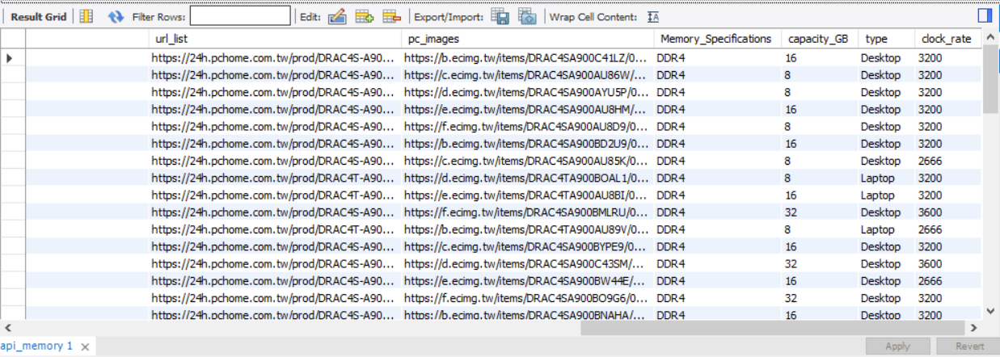 Result Grid Filter Rows: Edit: Export/Import: Wrap Cell Content: IA
url_list pc_images Memory_Specifications capacity_GB type clock_rate
https://24h.pchome.com.tw/prod/DRAC4S-A90... https://b.ecimg.tw/items/DRAC4SA900C41LZ/0... DDR4 16 Desktop 3200
https://24h.pchome.com.tw/prod/DRAC4S-A90... https://c.ecimg.tw/items/DRAC4SA900AU86W/... DDR4 8 Desktop 3200
https://24h.pchome.com.tw/prod/DRAC4S-A90... https://d.ecimg.tw/items/DRAC4SA900AYU5P/0... DDR4 8 Desktop 3200
https://24h.pchome.com.tw/prod/DRAC4S-A90... https://e.ecimg.tw/items/DRAC4SA900AU8HM/... DDR4 16 Desktop 3200
https://24h.pchome.com.tw/prod/DRAC4S-A90... https://f.ecimg.tw/items/DRAC4SA900AU8D9/0... DDR4 8 Desktop 3200
https://24h.pchome.com.tw/prod/DRAC4S-A90... https://b.ecimg.tw/items/DRAC4SA900BD2U9/0... DDR4 16 Desktop 3200
https://24h.pchome.com.tw/prod/DRAC4S-A90... https://c.ecimg.tw/items/DRAC4SA900AU85K/0... DDR4 8 Desktop 2666
https://24h.pchome.com.tw/prod/DRAC4T-A90... https://d.ecimg.tw/items/DRAC4TA900BOAL1/0... DDR4 8 Laptop 3200
https://24h.pchome.com.tw/prod/DRAC4T-A90... https://e.ecimg.tw/items/DRAC4TA900AU8BI/0... DDR4 16 Laptop 3200
https://24h.pchome.com.tw/prod/DRAC4S-A90... https://f.ecimg.tw/items/DRAC4SA900BMLRU/0... DDR4 32 Desktop 3600
https://24h.pchome.com.tw/prod/DRAC4T-A90... https://b.ecimg.tw/items/DRAC4TA900AU89V/0... DDR4 8 Laptop 2666
https://24h.pchome.com.tw/prod/DRAC4S-A90... https://c.ecimg.tw/items/DRAC4SA900BYPE9/0... DDR4 16 Desktop 3200
https://24h.pchome.com.tw/prod/DRAC4S-A90... https://d.ecimg.tw/items/DRAC4SA900C43SM/... DDR4 32 Desktop 3600
https://24h.pchome.com.tw/prod/DRAC4S-A90... https://e.ecimg.tw/items/DRAC4SA900BW44E/... DDR4 16 Desktop 2666
https://24h.pchome.com.tw/prod/DRAC4S-A90... https://f.ecimg.tw/items/DRAC4SA900BO9G6/0... DDR4 32 Desktop 3200
https://24h.pchome.com.tw/prod/DRAC4S-A90... https://b.ecimg.tw/items/DRAC4SA900BNAHA/... DDR4 16 Desktop 3200
api_memory 1 Apply Revert